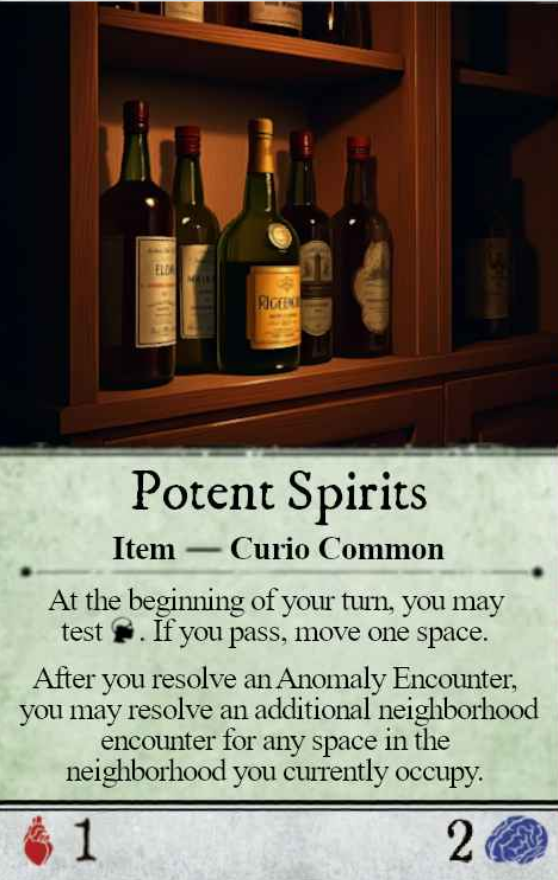 Potent Spirits
Item — Curio Common
At the beginning of your turn, you may
test . If you pass, move one space.
After you resolve an Anomaly Encounter,
you may resolve an additional neighborhood
encounter for any space in the
neighborhood you currently occupy.
1 2